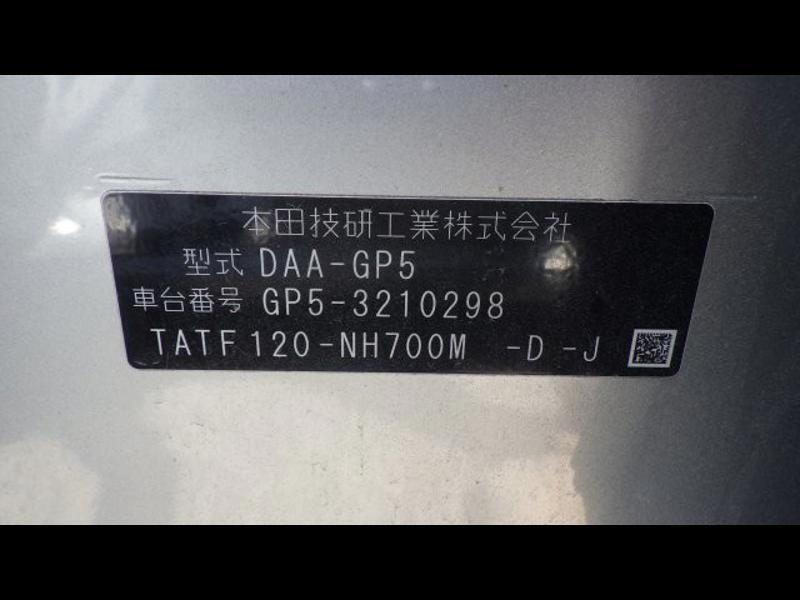 本田技研工業株式会社
型式 DAA-GP5
車台番号 GP5-3210298
TATF120-NH700M -D -J